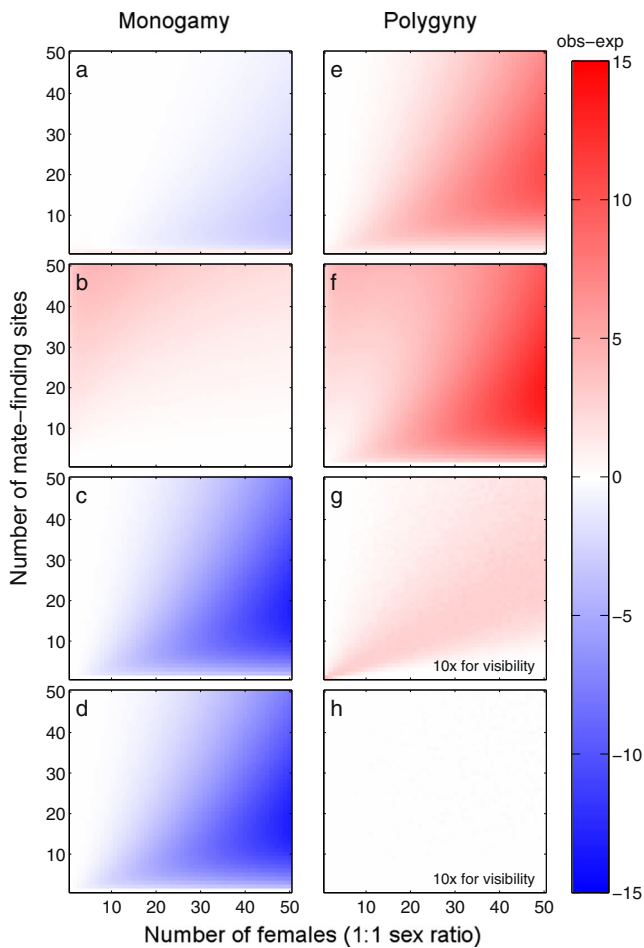 Monogamy
Polygyny
obs−exp
a
50
40
30
20
10
e
15
10
5
0
−5
−10
−15
b
50
40
30
20
10
f
c
50
40
30
20
10
g
10x for visibility
d
50
40
30
20
10
10 20 30 40 50
h
10x for visibility
10 20 30 40 50
Number of mate−finding sites
Number of females (1:1 sex ratio)